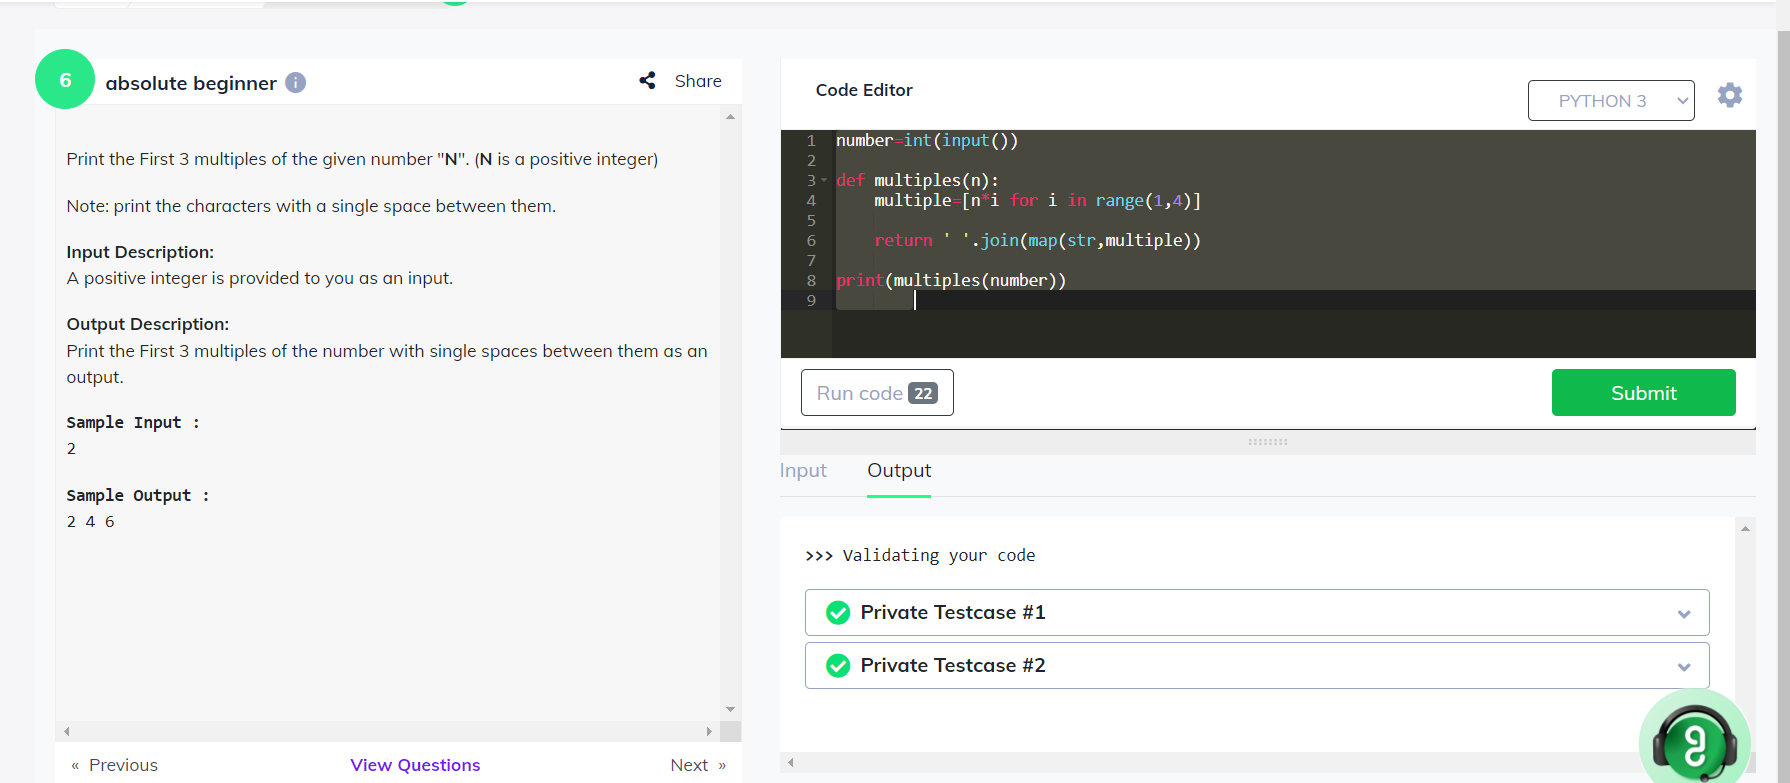 6
absolute beginner
Share
Print the First 3 multiples of the given number "N". (N is a positive integer)
Note: print the characters with a single space between them.
Input Description:
A positive integer is provided to you as an input.
Output Description:
Print the First 3 multiples of the number with single spaces between them as an
output.
Sample Input :
2
Sample Output :
2 4 6
« Previous
View Questions
Next »
Code Editor
PYTHON 3
1 number=int(input())
2
3 def multiples(n):
4     multiple=[n*i for i in range(1,4)]
5
6     return ' '.join(map(str,multiple))
7
8 print(multiples(number))
9
Run code 22
Submit
Input
Output
>>> Validating your code
Private Testcase #1
Private Testcase #2